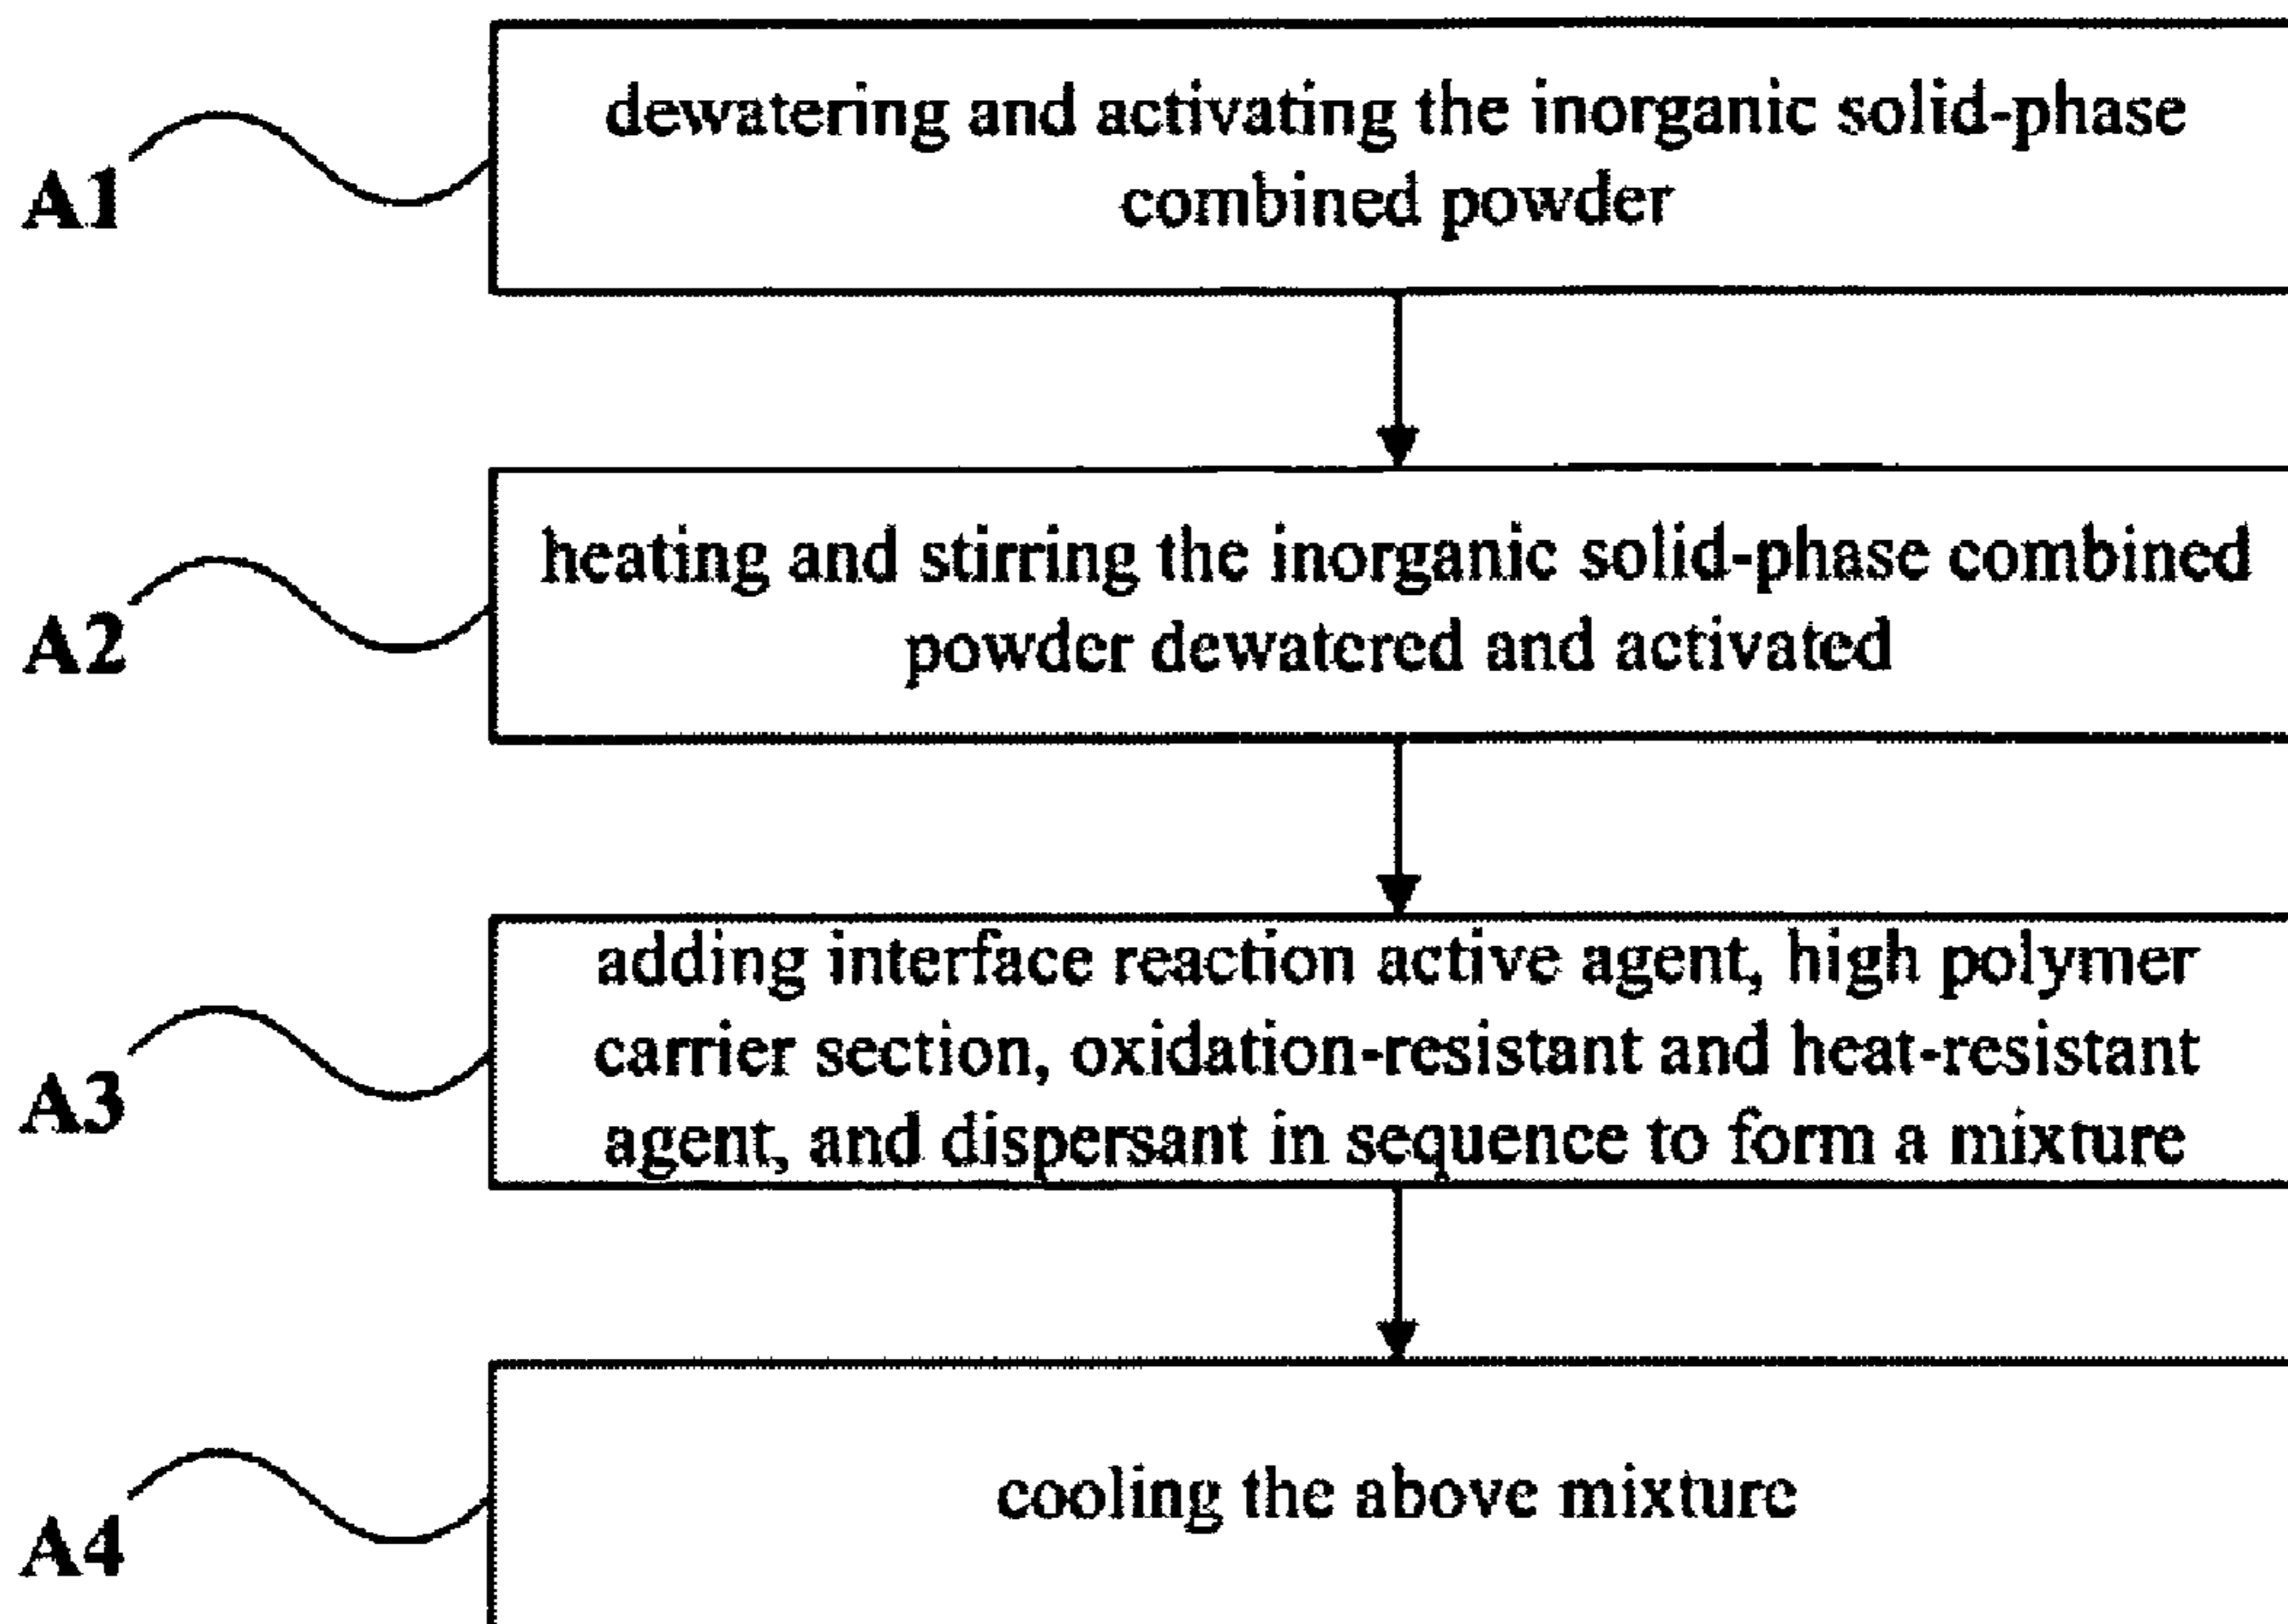 dewatering and activating the inorganic solid-phase
combined powder
A1
heating and stirring the inorganic solid-phase combined
powder dewatered and activated
A2
adding interface reaction active agent, high polymer
carrier section, oxidation-resistant and heat-resistant
agent, and dispersant in sequence to form a mixture
A3
cooling the above mixture
A4